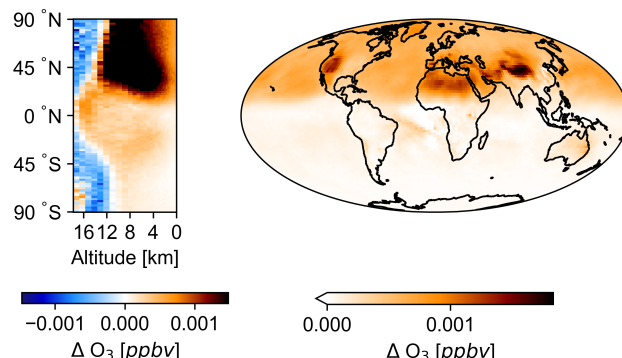 90 °N
45 °N
0 °N
45 °S
90 °S
16 12 8 4 0
Altitude [km]
−0.001 0.000 0.001
Δ O₃ [ppbv]
0.000 0.001
Δ O₃ [ppbv]